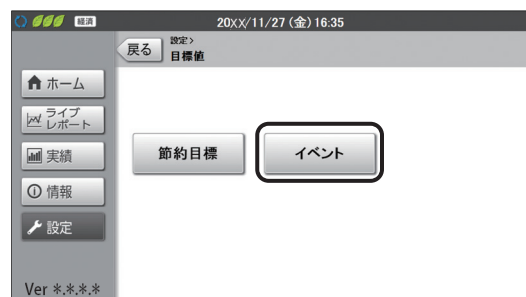 経済 20XX/11/27 (金) 16:35
戻る
設定>
目標値
ホーム
ライブ
レポート
実績
情報
設定
節約目標
イベント
Ver *.*.*.*